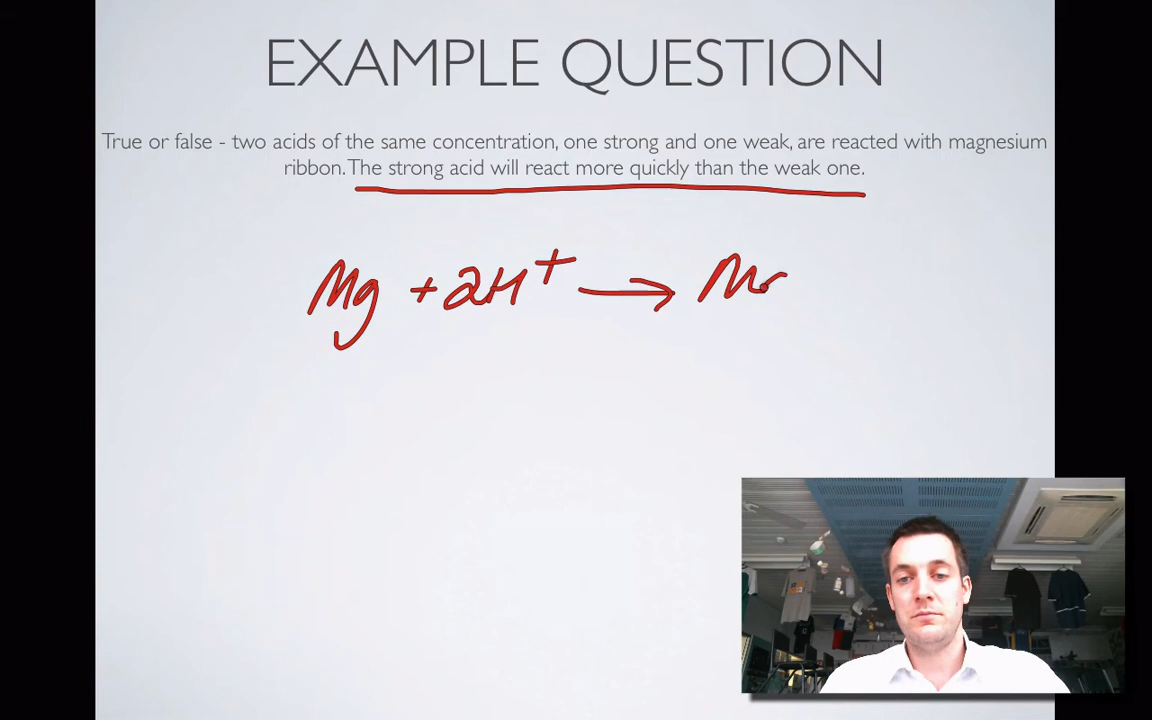 EXAMPLE QUESTION
True or false - two acids of the same concentration, one strong and one weak, are reacted with magnesium
ribbon. The strong acid will react more quickly than the weak one.
Mg + 2H⁺ → M